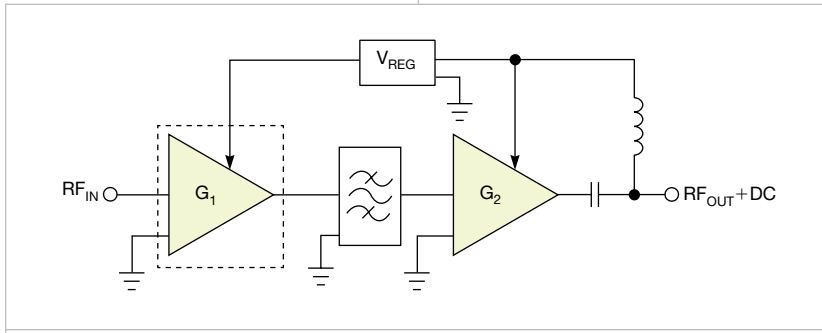 V_REG
RF_IN
G_1
G_2
RF_OUT+DC